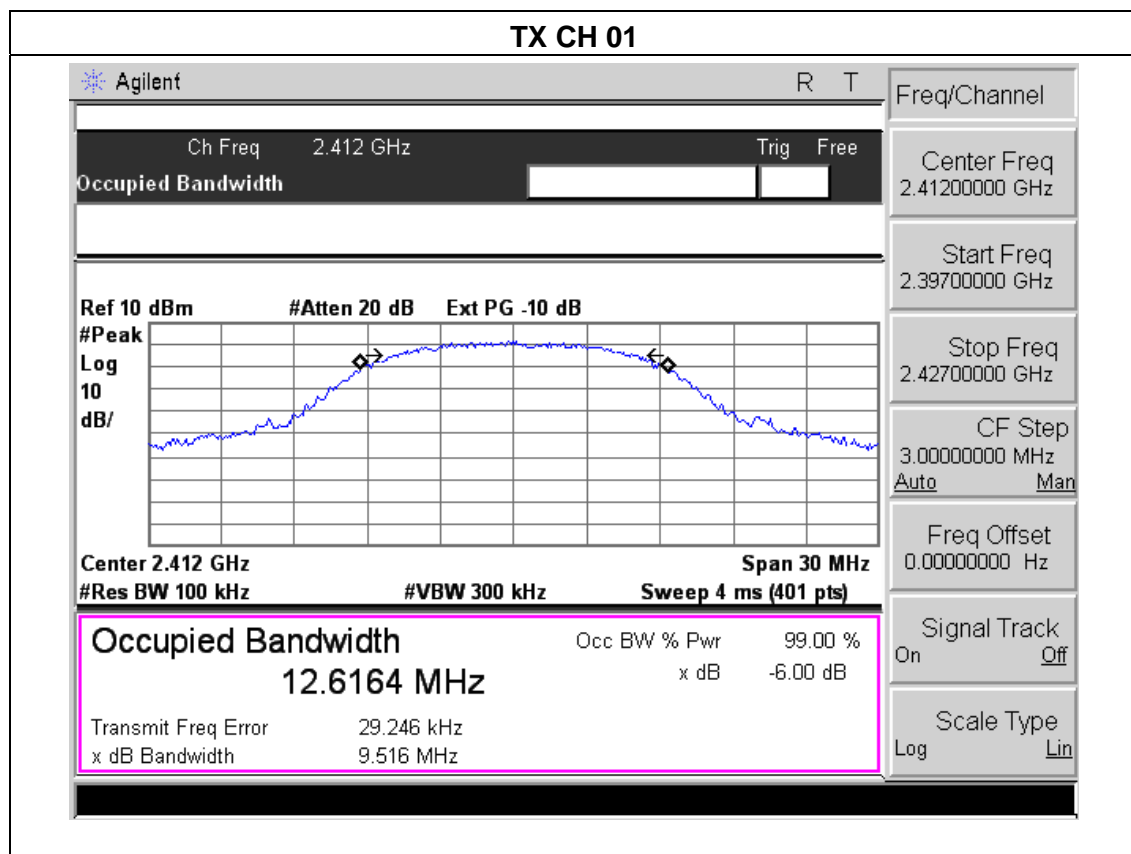 TX CH 01
Agilent R T
Freq/Channel
Ch Freq 2.412 GHz Trig Free
Occupied Bandwidth
Center Freq
2.41200000 GHz
Start Freq
2.39700000 GHz
Stop Freq
2.42700000 GHz
CF Step
3.00000000 MHz
Auto Man
Freq Offset
0.00000000 Hz
Signal Track
On Off
Scale Type
Log Lin
Ref 10 dBm #Atten 20 dB Ext PG -10 dB
#Peak
Log
10
dB/
Center 2.412 GHz Span 30 MHz
#Res BW 100 kHz #VBW 300 kHz Sweep 4 ms (401 pts)
Occupied Bandwidth Occ BW % Pwr 99.00 %
12.6164 MHz x dB -6.00 dB
Transmit Freq Error 29.246 kHz
x dB Bandwidth 9.516 MHz